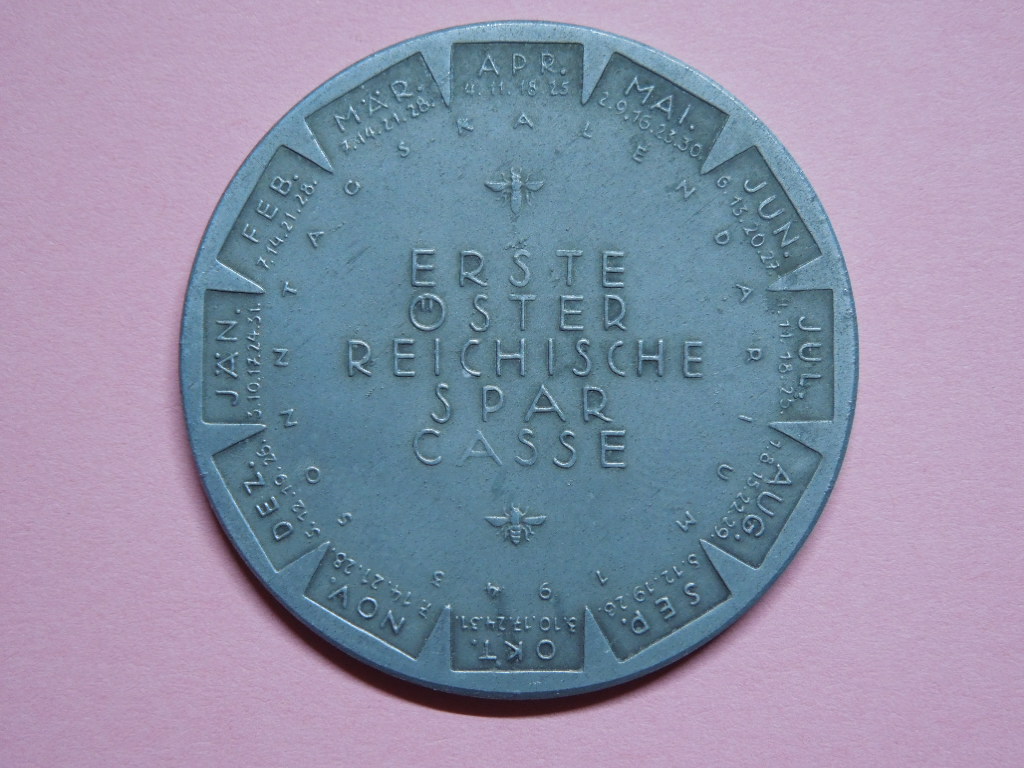 ERSTE
ÖSTER
REICHISCHE
SPAR
CASSE
SONNTAGSKALENDARIUM 1943
JÄN.
3.10.17.24.31.
FEB.
7.14.21.28.
MÄR.
7.14.21.28.
APR.
4.11.18.25
MAI.
2.9.16.23.30.
JUN.
6.13.20.27.
JUL.
4.11.18.25.
AUG.
1.8.15.22.29.
SEP.
5.12.19.26.
OKT.
3.10.17.24.31.
NOV.
7.14.21.28.
DEZ.
5.12.19.26.